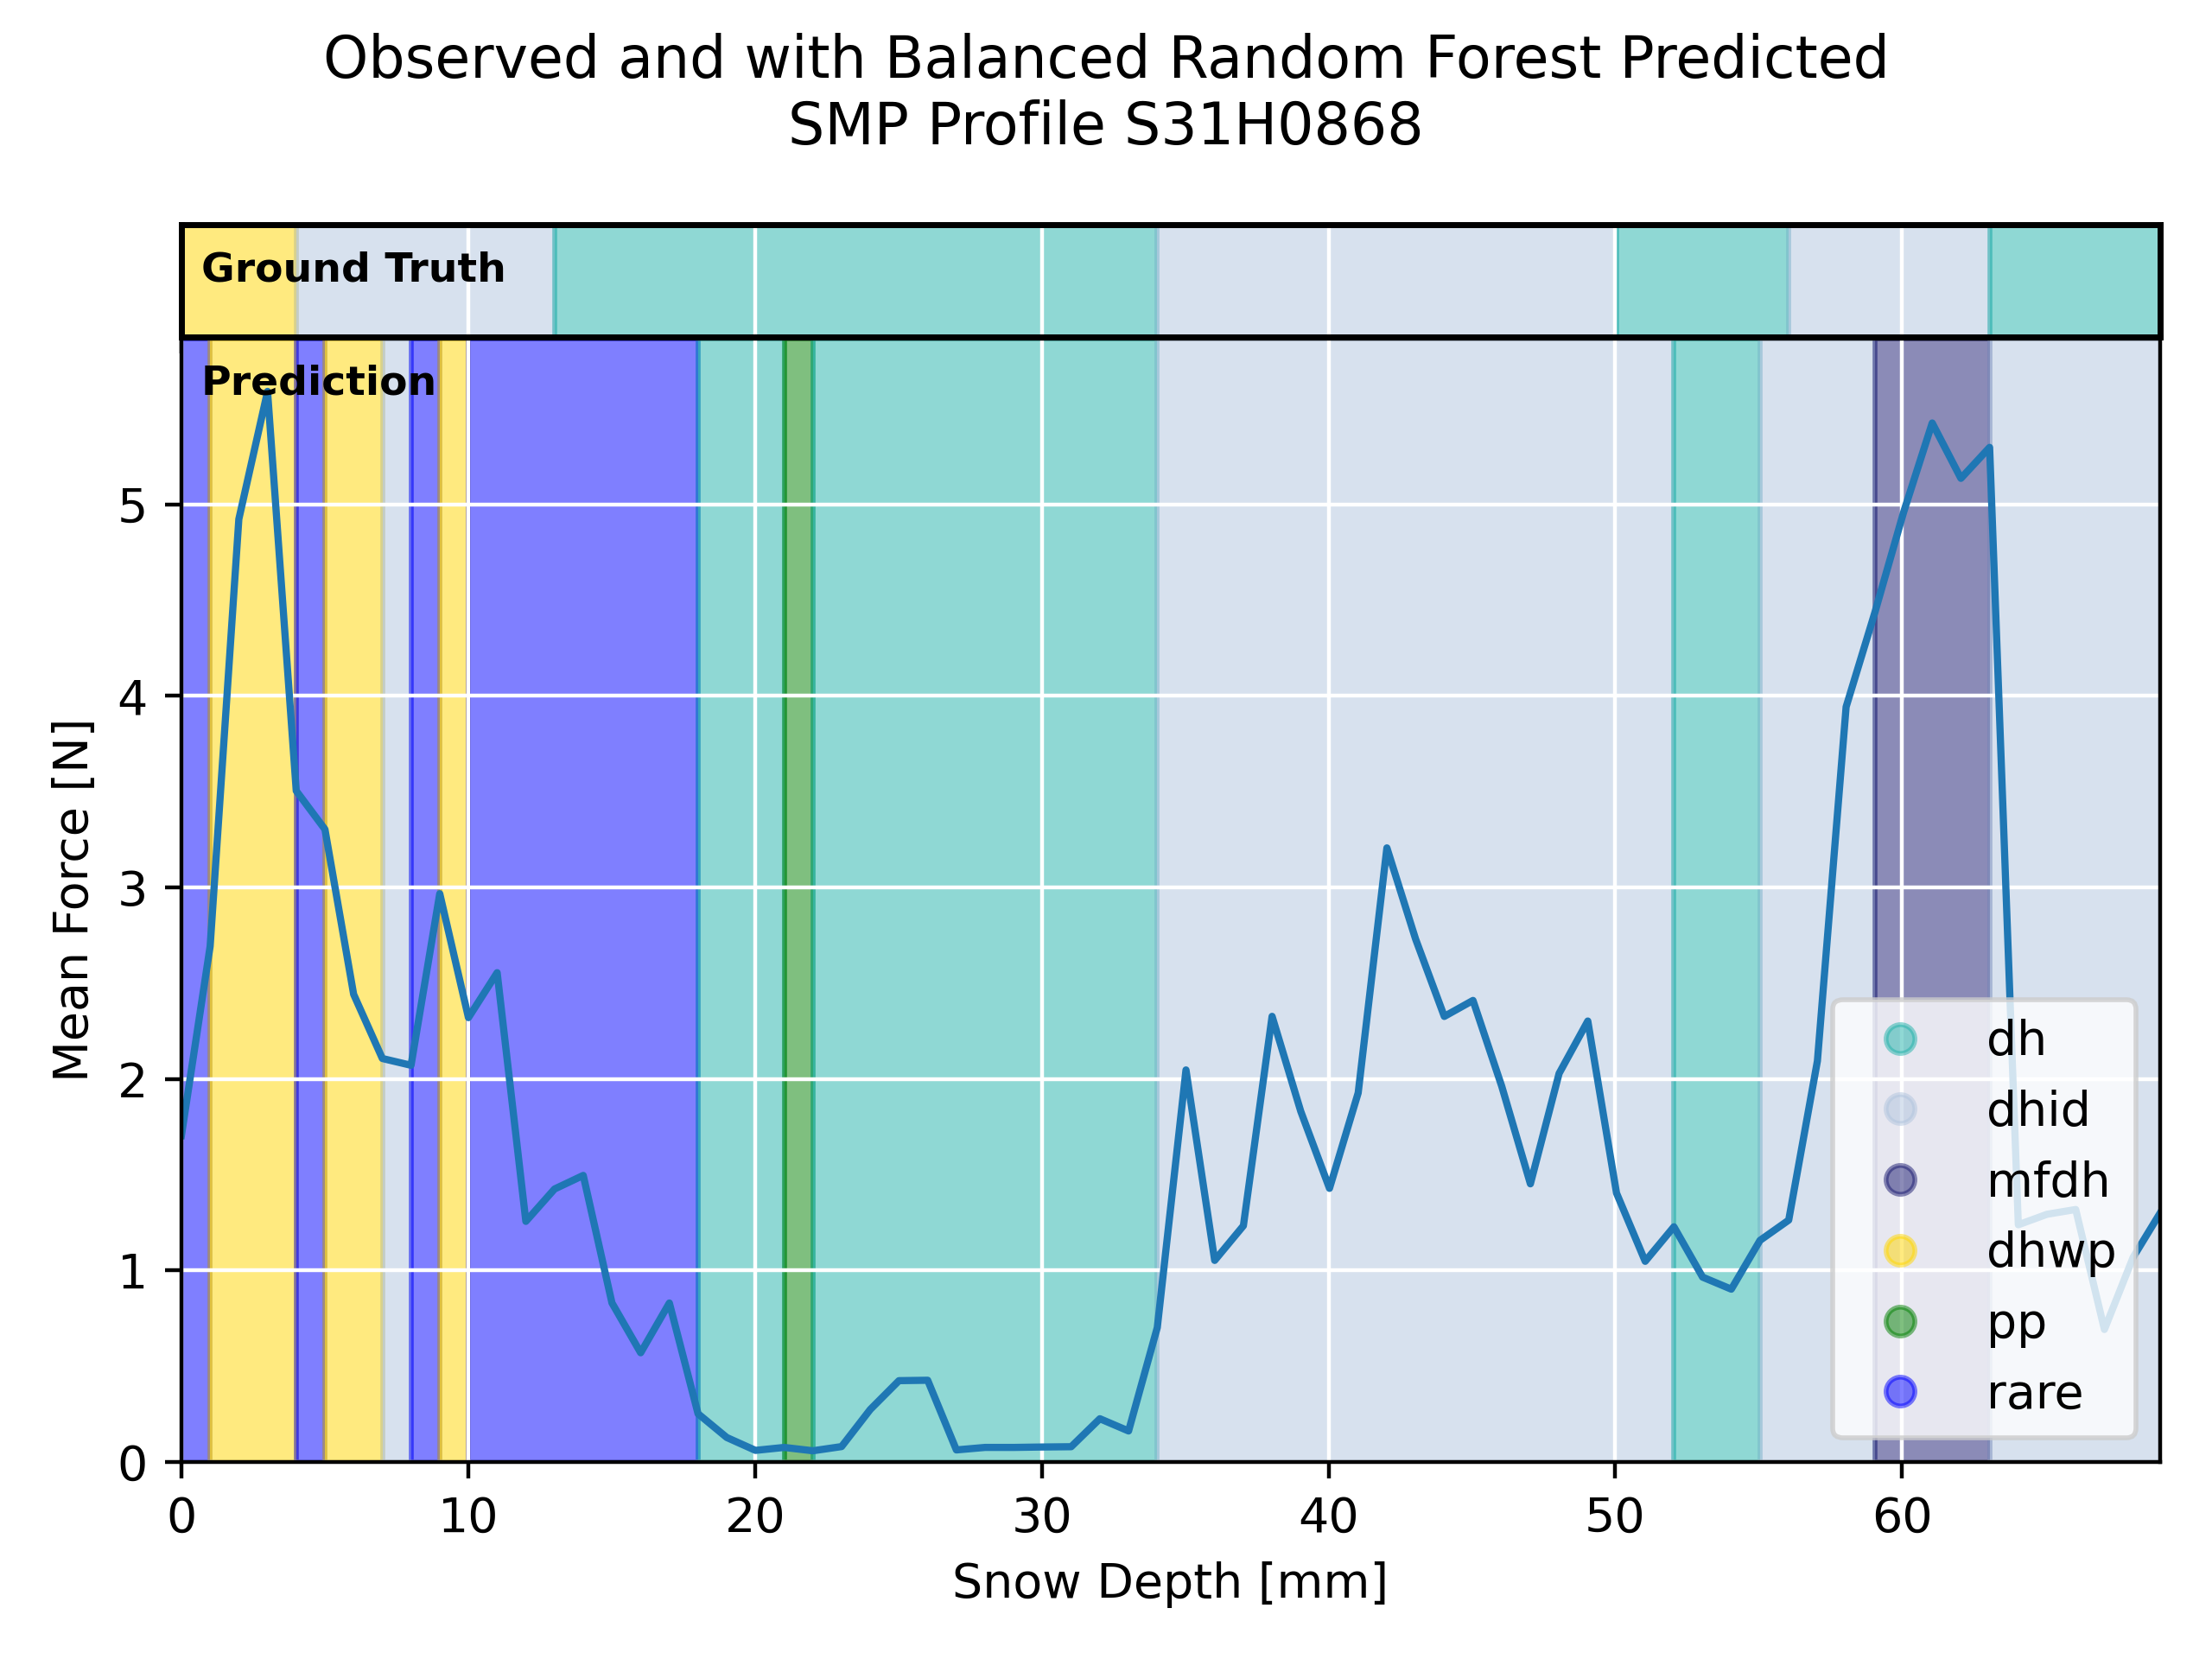 Observed and with Balanced Random Forest Predicted
SMP Profile S31H0868
Ground Truth
Prediction
Mean Force [N]
5
4
3
2
1
0
dh
dhid
mfdh
dhwp
pp
rare
0 10 20 30 40 50 60
Snow Depth [mm]